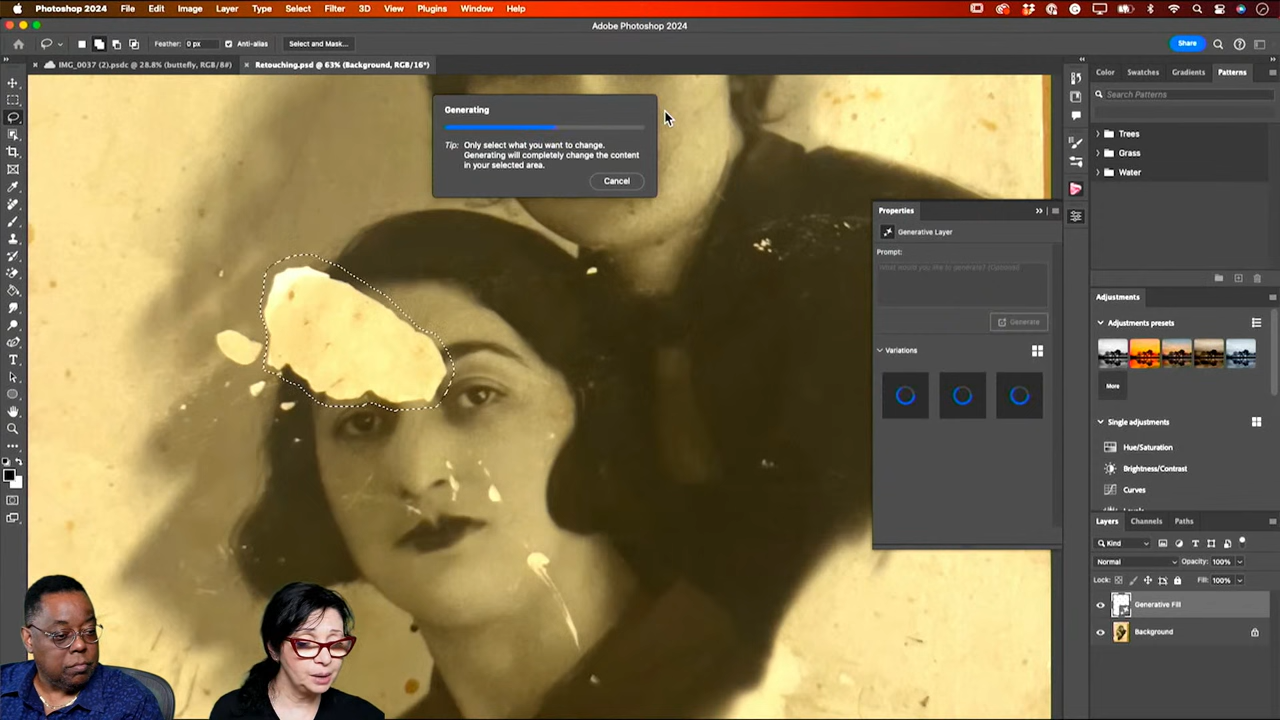 Photoshop 2024 File Edit Image Layer Type Select Filter 3D View Plugins Window Help
Adobe Photoshop 2024
Feather: 0 px Anti-alias Select and Mask... Share
× IMG_0037 (2).psdc @ 28.8% (buttefly, RGB/8#) × Retouching.psd @ 63% (Background, RGB/16*)
Color Swatches Gradients Patterns
Search Patterns
Trees
Grass
Water
Generating
Tip: Only select what you want to change.
Generating will completely change the content
in your selected area.
Cancel
Properties
Generative Layer
Prompt:
What would you like to generate? (Optional)
Generate
Variations
Adjustments
Adjustments presets
More
Single adjustments
Hue/Saturation
Brightness/Contrast
Curves
Layers Channels Paths
Kind
Normal Opacity: 100%
Lock: Fill: 100%
Generative Fill
Background